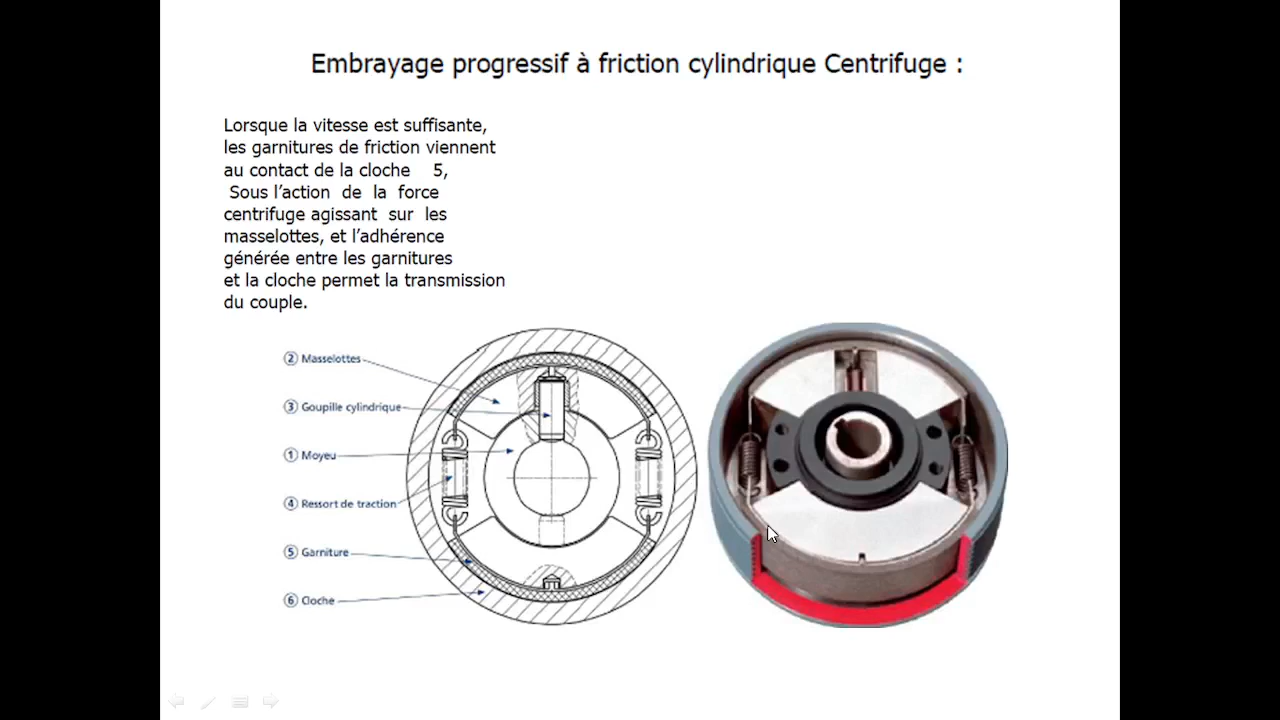 Embrayage progressif à friction cylindrique Centrifuge :
Lorsque la vitesse est suffisante,
les garnitures de friction viennent
au contact de la cloche 5,
Sous l’action de la force
centrifuge agissant sur les
masselottes, et l’adhérence
générée entre les garnitures
et la cloche permet la transmission
du couple.
② Masselottes
③ Goupille cylindrique
① Moyeu
④ Ressort de traction
⑤ Garniture
⑥ Cloche